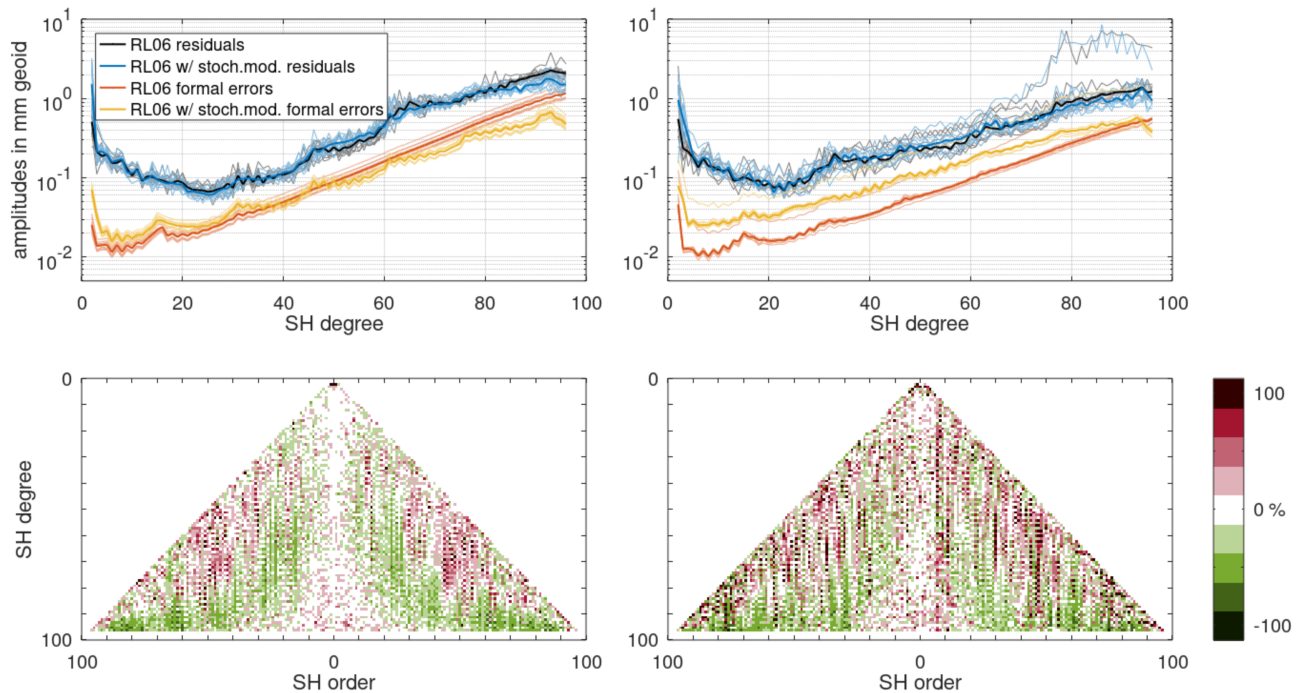 10^1
10^0
10^-1
10^-2
amplitudes in mm geoid
RL06 residuals
RL06 w/ stoch.mod. residuals
RL06 formal errors
RL06 w/ stoch.mod. formal errors
0 20 40 60 80 100
SH degree
10^1
10^0
10^-1
10^-2
0 20 40 60 80 100
SH degree
0
100
SH degree
100 0 100
SH order
0
100
100 0 100
SH order
100
0 %
-100